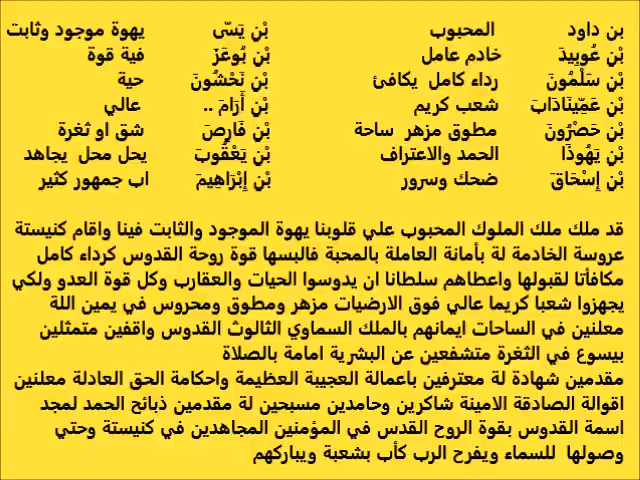 بن داود المحبوب بْنِ يَسَّى يهوة موجود وثابت
بْنِ عُوبِيدَ خادم عامل بْنِ بُوعَزَ فية قوة
بْنِ سَلْمُونَ رداء كامل يكافئ بْنِ نَحْشُونَ حية
بْنِ عَمِّينَادَابَ شعب كريم بْنِ أَرَامَ .. عالي
بْنِ حَصْرُونَ مطوق مزهر ساحة بْنِ فَارِصَ شق او ثغرة
بْنِ يَهُوذَا الحمد والاعتراف بْنِ يَعْقُوبَ يحل محل يجاهد
بْنِ إِسْحَاقَ ضحك وسرور بْنِ إِبْرَاهِيمَ اب جمهور كثير
قد ملك ملك الملوك المحبوب علي قلوبنا يهوة الموجود والثابت فينا واقام كنيستة
عروسة الخادمة لة بأمانة العاملة بالمحبة فالبسها قوة روحة القدوس كرداء كامل
مكافأتا لقبولها واعطاهم سلطانا ان يدوسوا الحيات والعقارب وكل قوة العدو ولكي
يجهزوا شعبا كريما عالي فوق الارضيات مزهر ومطوق ومحروس في يمين اللة
معلنين في الساحات ايمانهم بالملك السماوي الثالوث القدوس واقفين متمثلين
بيسوع في الثغرة متشفعين عن البشرية امامة بالصلاة
مقدمين شهادة لة معترفين باعمالة العجيبة العظيمة واحكامة الحق العادلة معلنين
اقوالة الصادقة الامينة شاكرين وحامدين مسبحين لة مقدمين ذبائح الحمد لمجد
اسمة القدوس بقوة الروح القدس في المؤمنين المجاهدين في كنيستة وحتي
وصولها للسماء ويفرح الرب كأب بشعبة ويباركهم